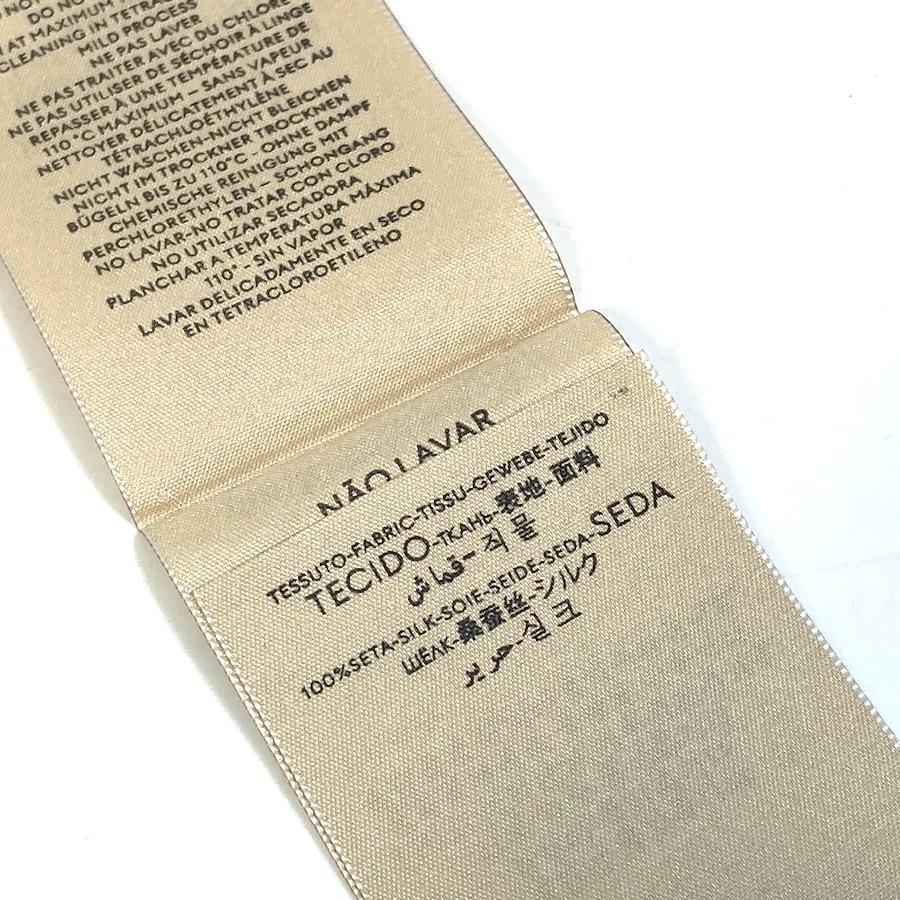 DO NOT
AT MAXIMUM
CLEANING IN TETRA
MILD PROCESS
NE PAS LAVER
NE PAS TRAITER AVEC DU CHLORE
NE PAS UTILISER DE SÉCHOIR À LINGE
REPASSER À UNE TEMPÉRATURE DE
110 °C MAXIMUM – SANS VAPEUR
NETTOYER DÉLICATEMENT À SEC AU
TÉTRACHLOÉTHYLÈNE
NICHT WASCHEN-NICHT BLEICHEN
NICHT IM TROCKNER TROCKNEN
BÜGELN BIS ZU 110°C - OHNE DAMPF
CHEMISCHE REINIGUNG MIT
PERCHLORETHYLEN – SCHONGANG
NO LAVAR-NO TRATAR CON CLORO
NO UTILIZAR SECADORA
PLANCHAR A TEMPERATURA MÁXIMA
110° - SIN VAPOR
LAVAR DELICADAMENTE EN SECO
EN TETRACLOROETILENO
NÃO LAVAR
TESSUTO-FABRIC-TISSU-GEWEBE-TEJIDO
TECIDO-ТКАНЬ-表地-面料
قماش-직물
100%SETA-SILK-SOIE-SEIDE-SEDA-SEDA
ШЕЛК-桑蚕丝-シルク
حرير-실크